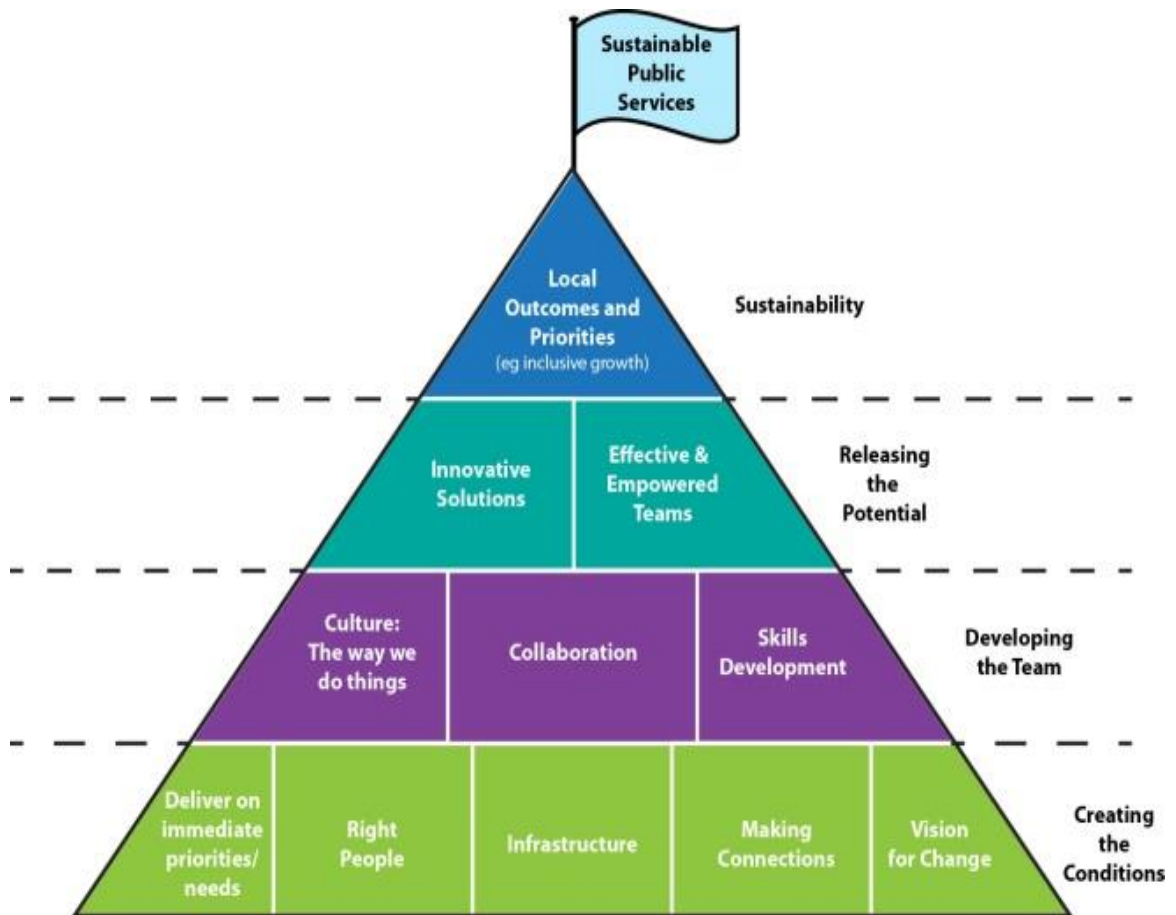 Sustainable
Public
Services
Local
Outcomes and
Priorities
(eg inclusive growth)
Sustainability
Innovative
Solutions
Effective &
Empowered
Teams
Releasing
the
Potential
Culture:
The way we
do things
Collaboration
Skills
Development
Developing
the Team
Deliver on
immediate
priorities/
needs
Right
People
Infrastructure
Making
Connections
Vision
for Change
Creating
the
Conditions